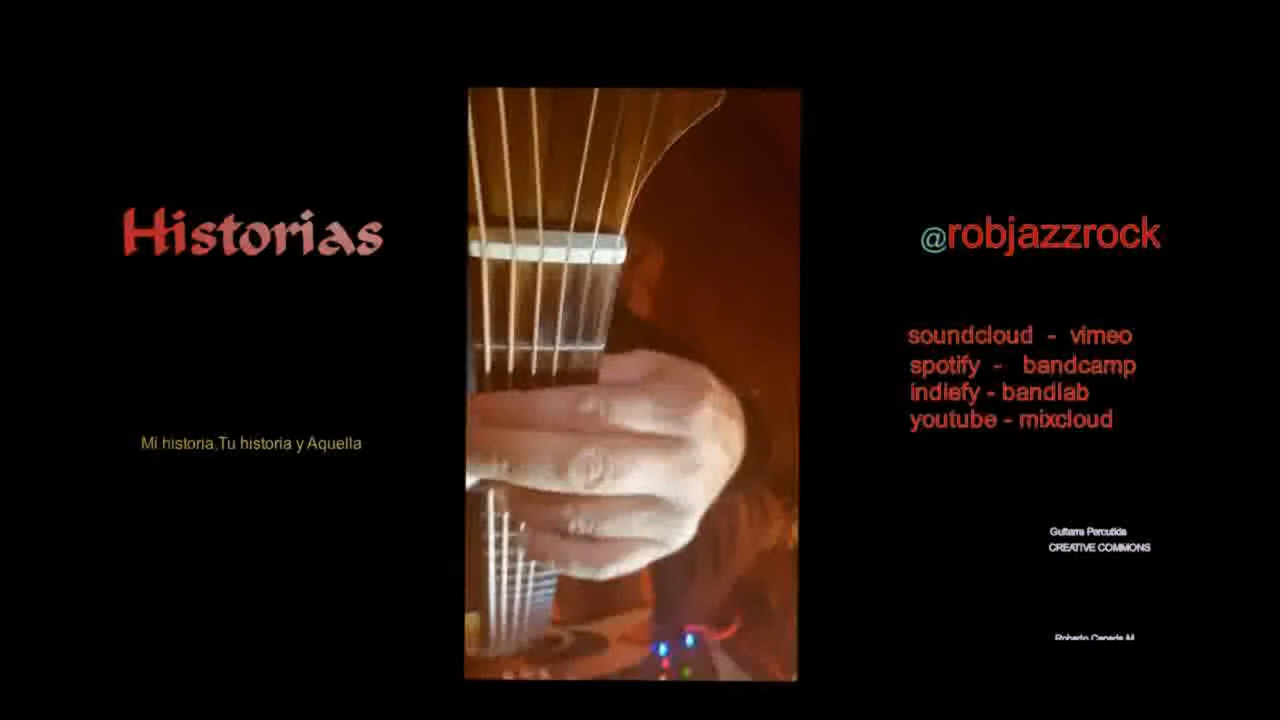 Historias
@robjazzrock
soundcloud - vimeo
spotify - bandcamp
indiefy - bandlab
youtube - mixcloud
Mi historia,Tu historia y Aquella
Guitarra Percutida
CREATIVE COMMONS
Roberto